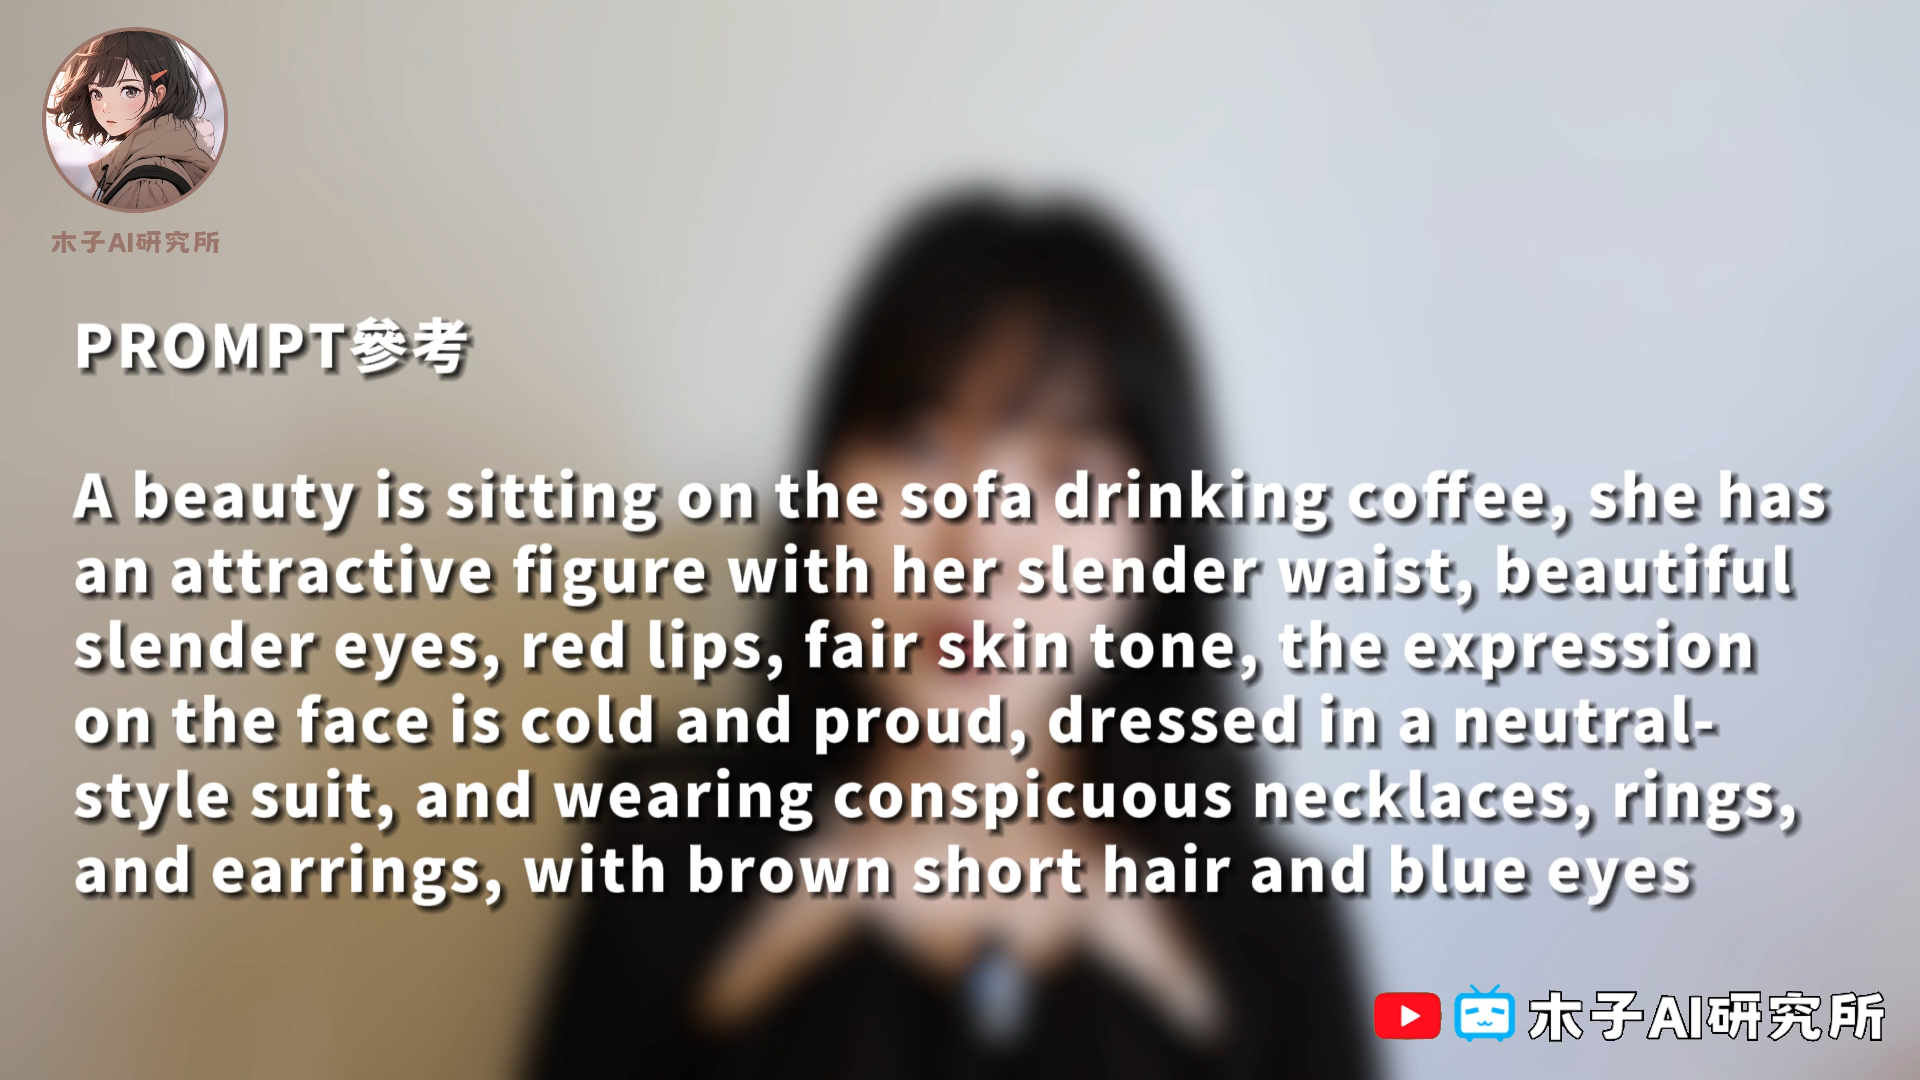 木子AI研究所
PROMPT參考
A beauty is sitting on the sofa drinking coffee, she has
an attractive figure with her slender waist, beautiful
slender eyes, red lips, fair skin tone, the expression
on the face is cold and proud, dressed in a neutral-
style suit, and wearing conspicuous necklaces, rings,
and earrings, with brown short hair and blue eyes
木子AI研究所